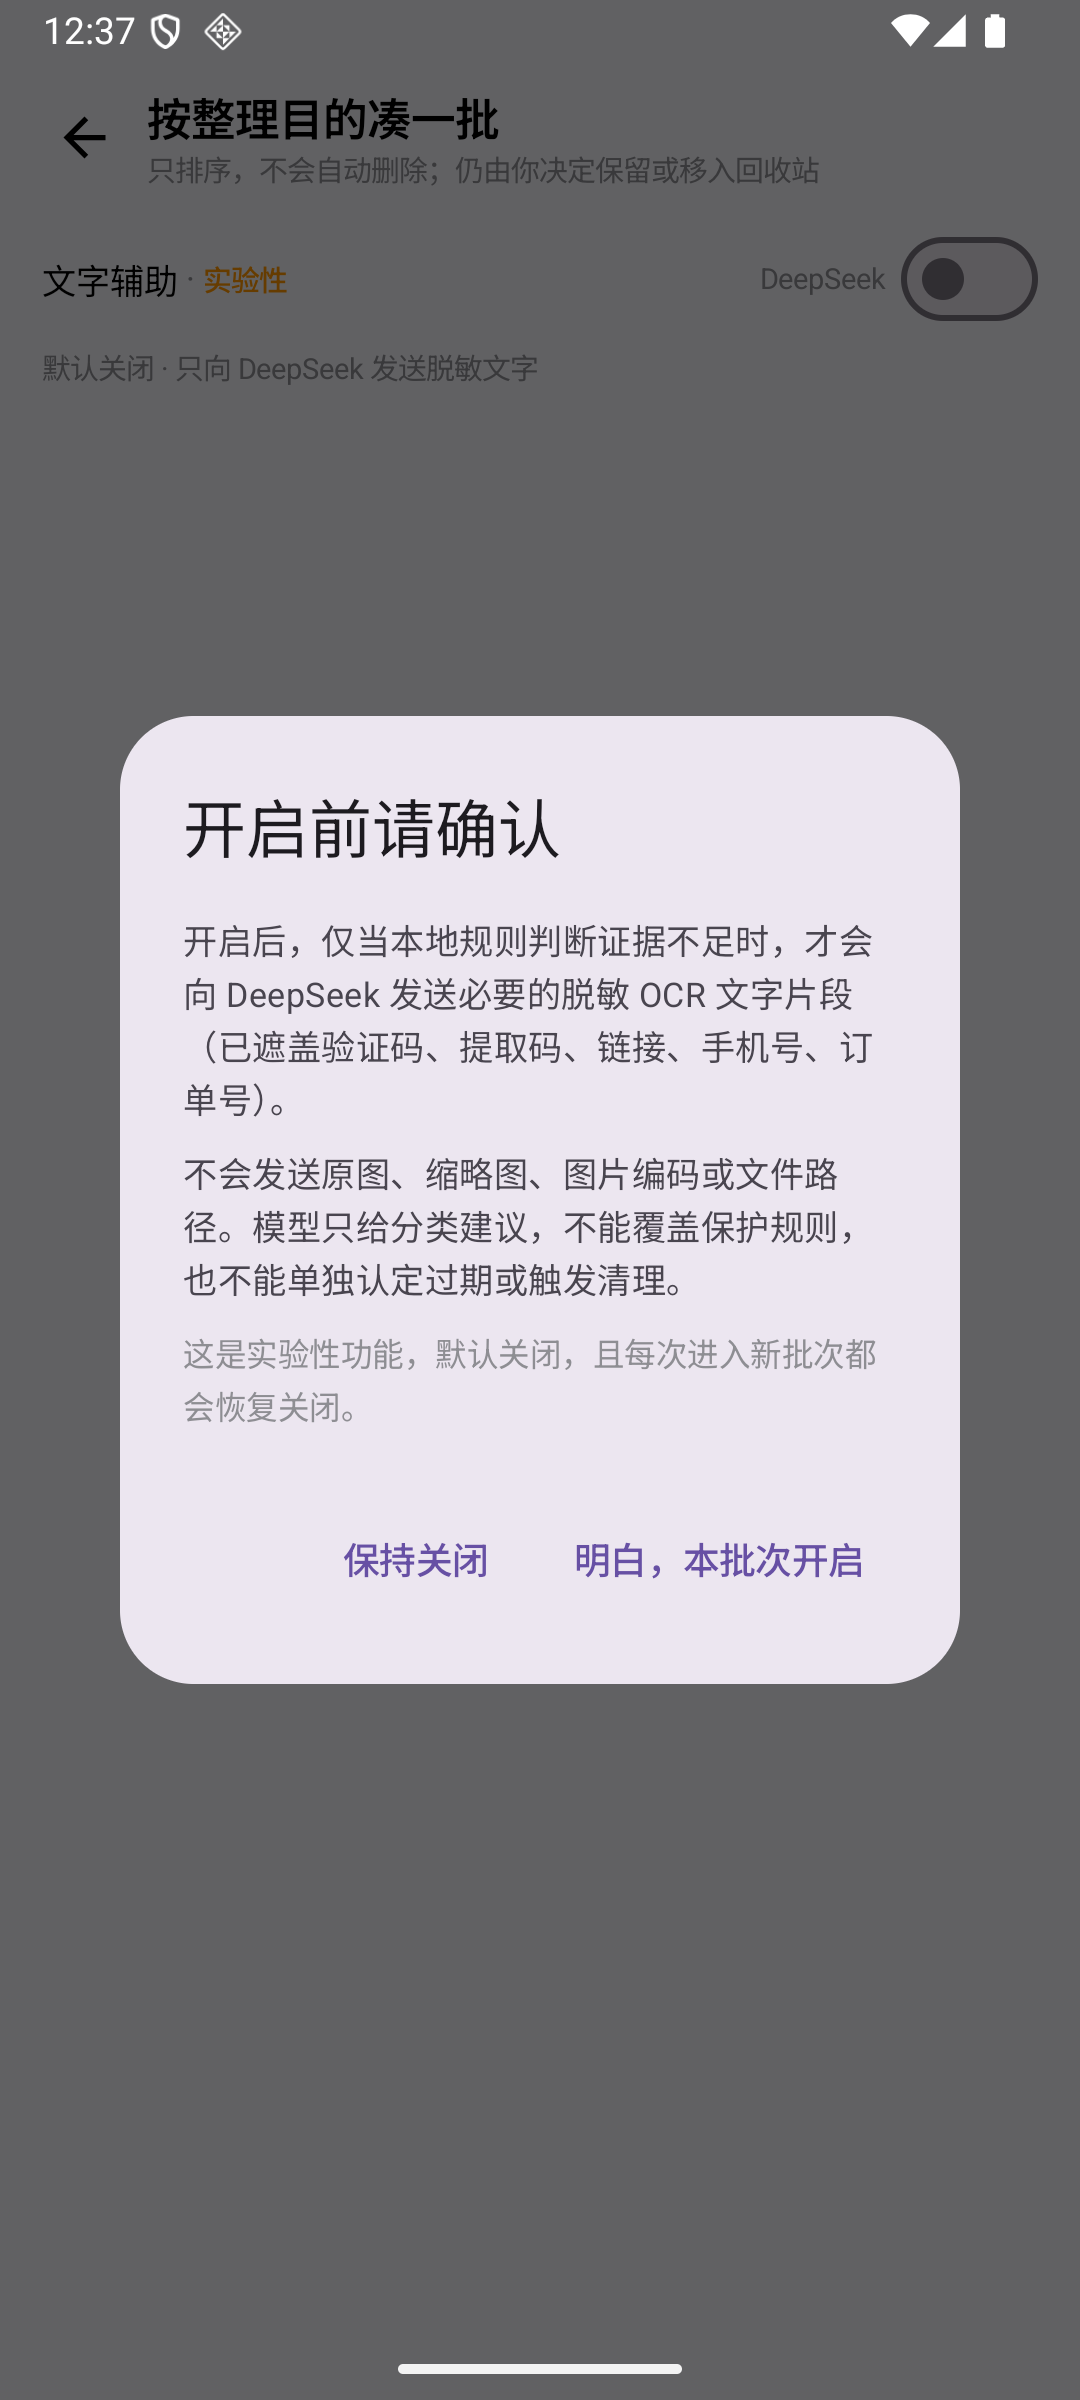 12:37
按整理目的凑一批
只排序，不会自动删除；仍由你决定保留或移入回收站
文字辅助 · 实验性 DeepSeek
默认关闭 · 只向 DeepSeek 发送脱敏文字
开启前请确认
开启后，仅当本地规则判断证据不足时，才会
向 DeepSeek 发送必要的脱敏 OCR 文字片段
（已遮盖验证码、提取码、链接、手机号、订
单号）。
不会发送原图、缩略图、图片编码或文件路
径。模型只给分类建议，不能覆盖保护规则，
也不能单独认定过期或触发清理。
这是实验性功能，默认关闭，且每次进入新批次都
会恢复关闭。
保持关闭 明白，本批次开启